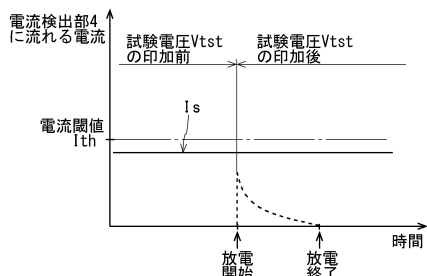 電流検出部4
に流れる電流
試験電圧Vtst
の印加前
試験電圧Vtst
の印加後
Is
電流閾値
Ith
時間
放電
開始
放電
終了